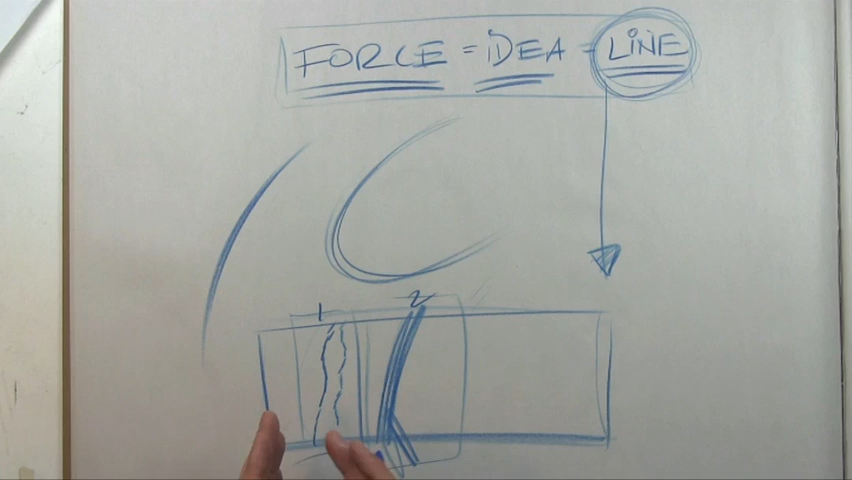 FORCE = IDEA = LINE
1 2